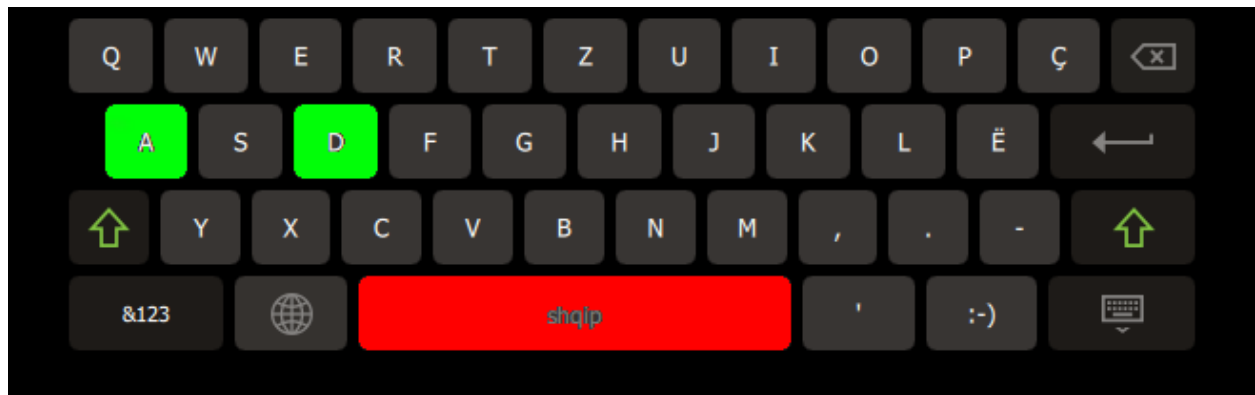 Q W E R T Z U I O P Ç
A S D F G H J K L Ë
Y X C V B N M , . -
&123 shqip ' :-)